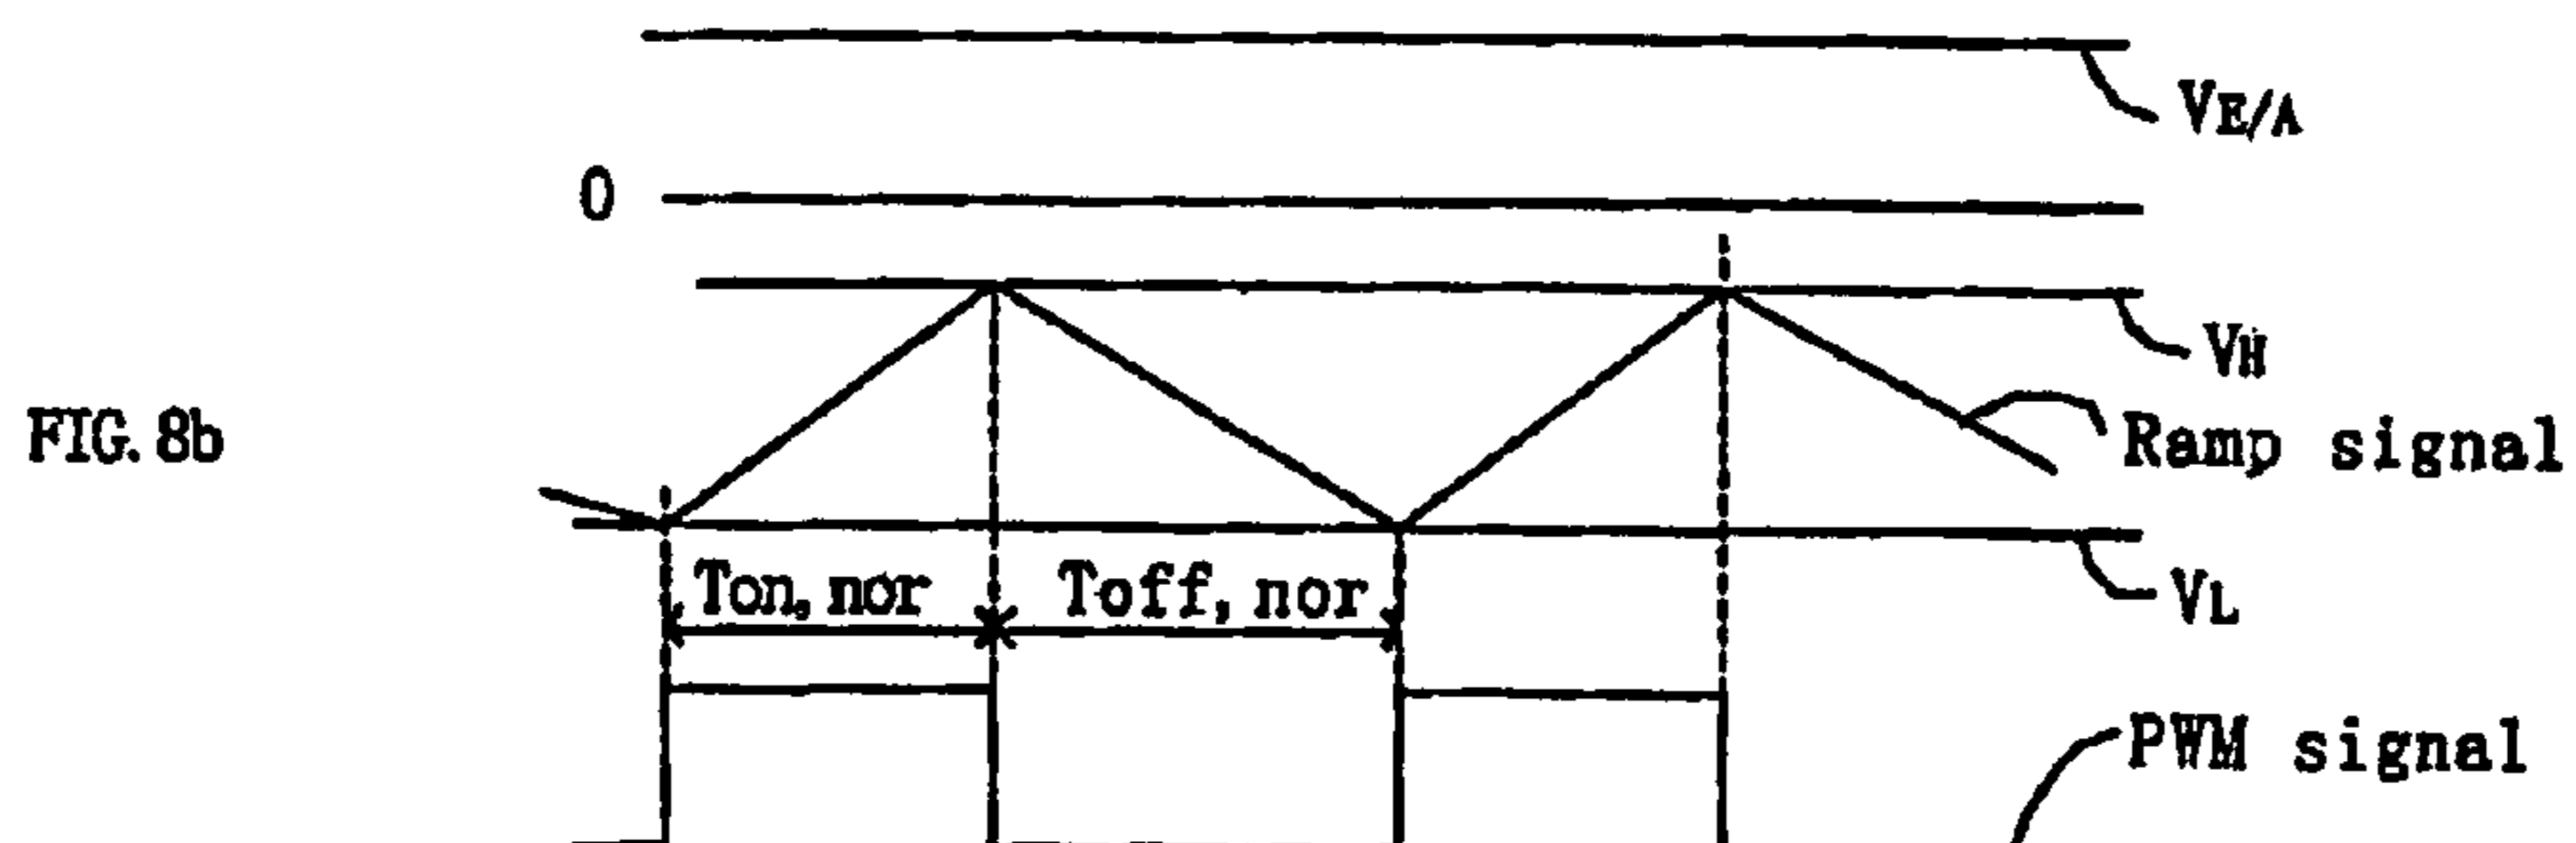 VE/A
0
VH
FIG. 8b
Ramp signal
Ton, nor
Toff, nor
VL
PWM signal